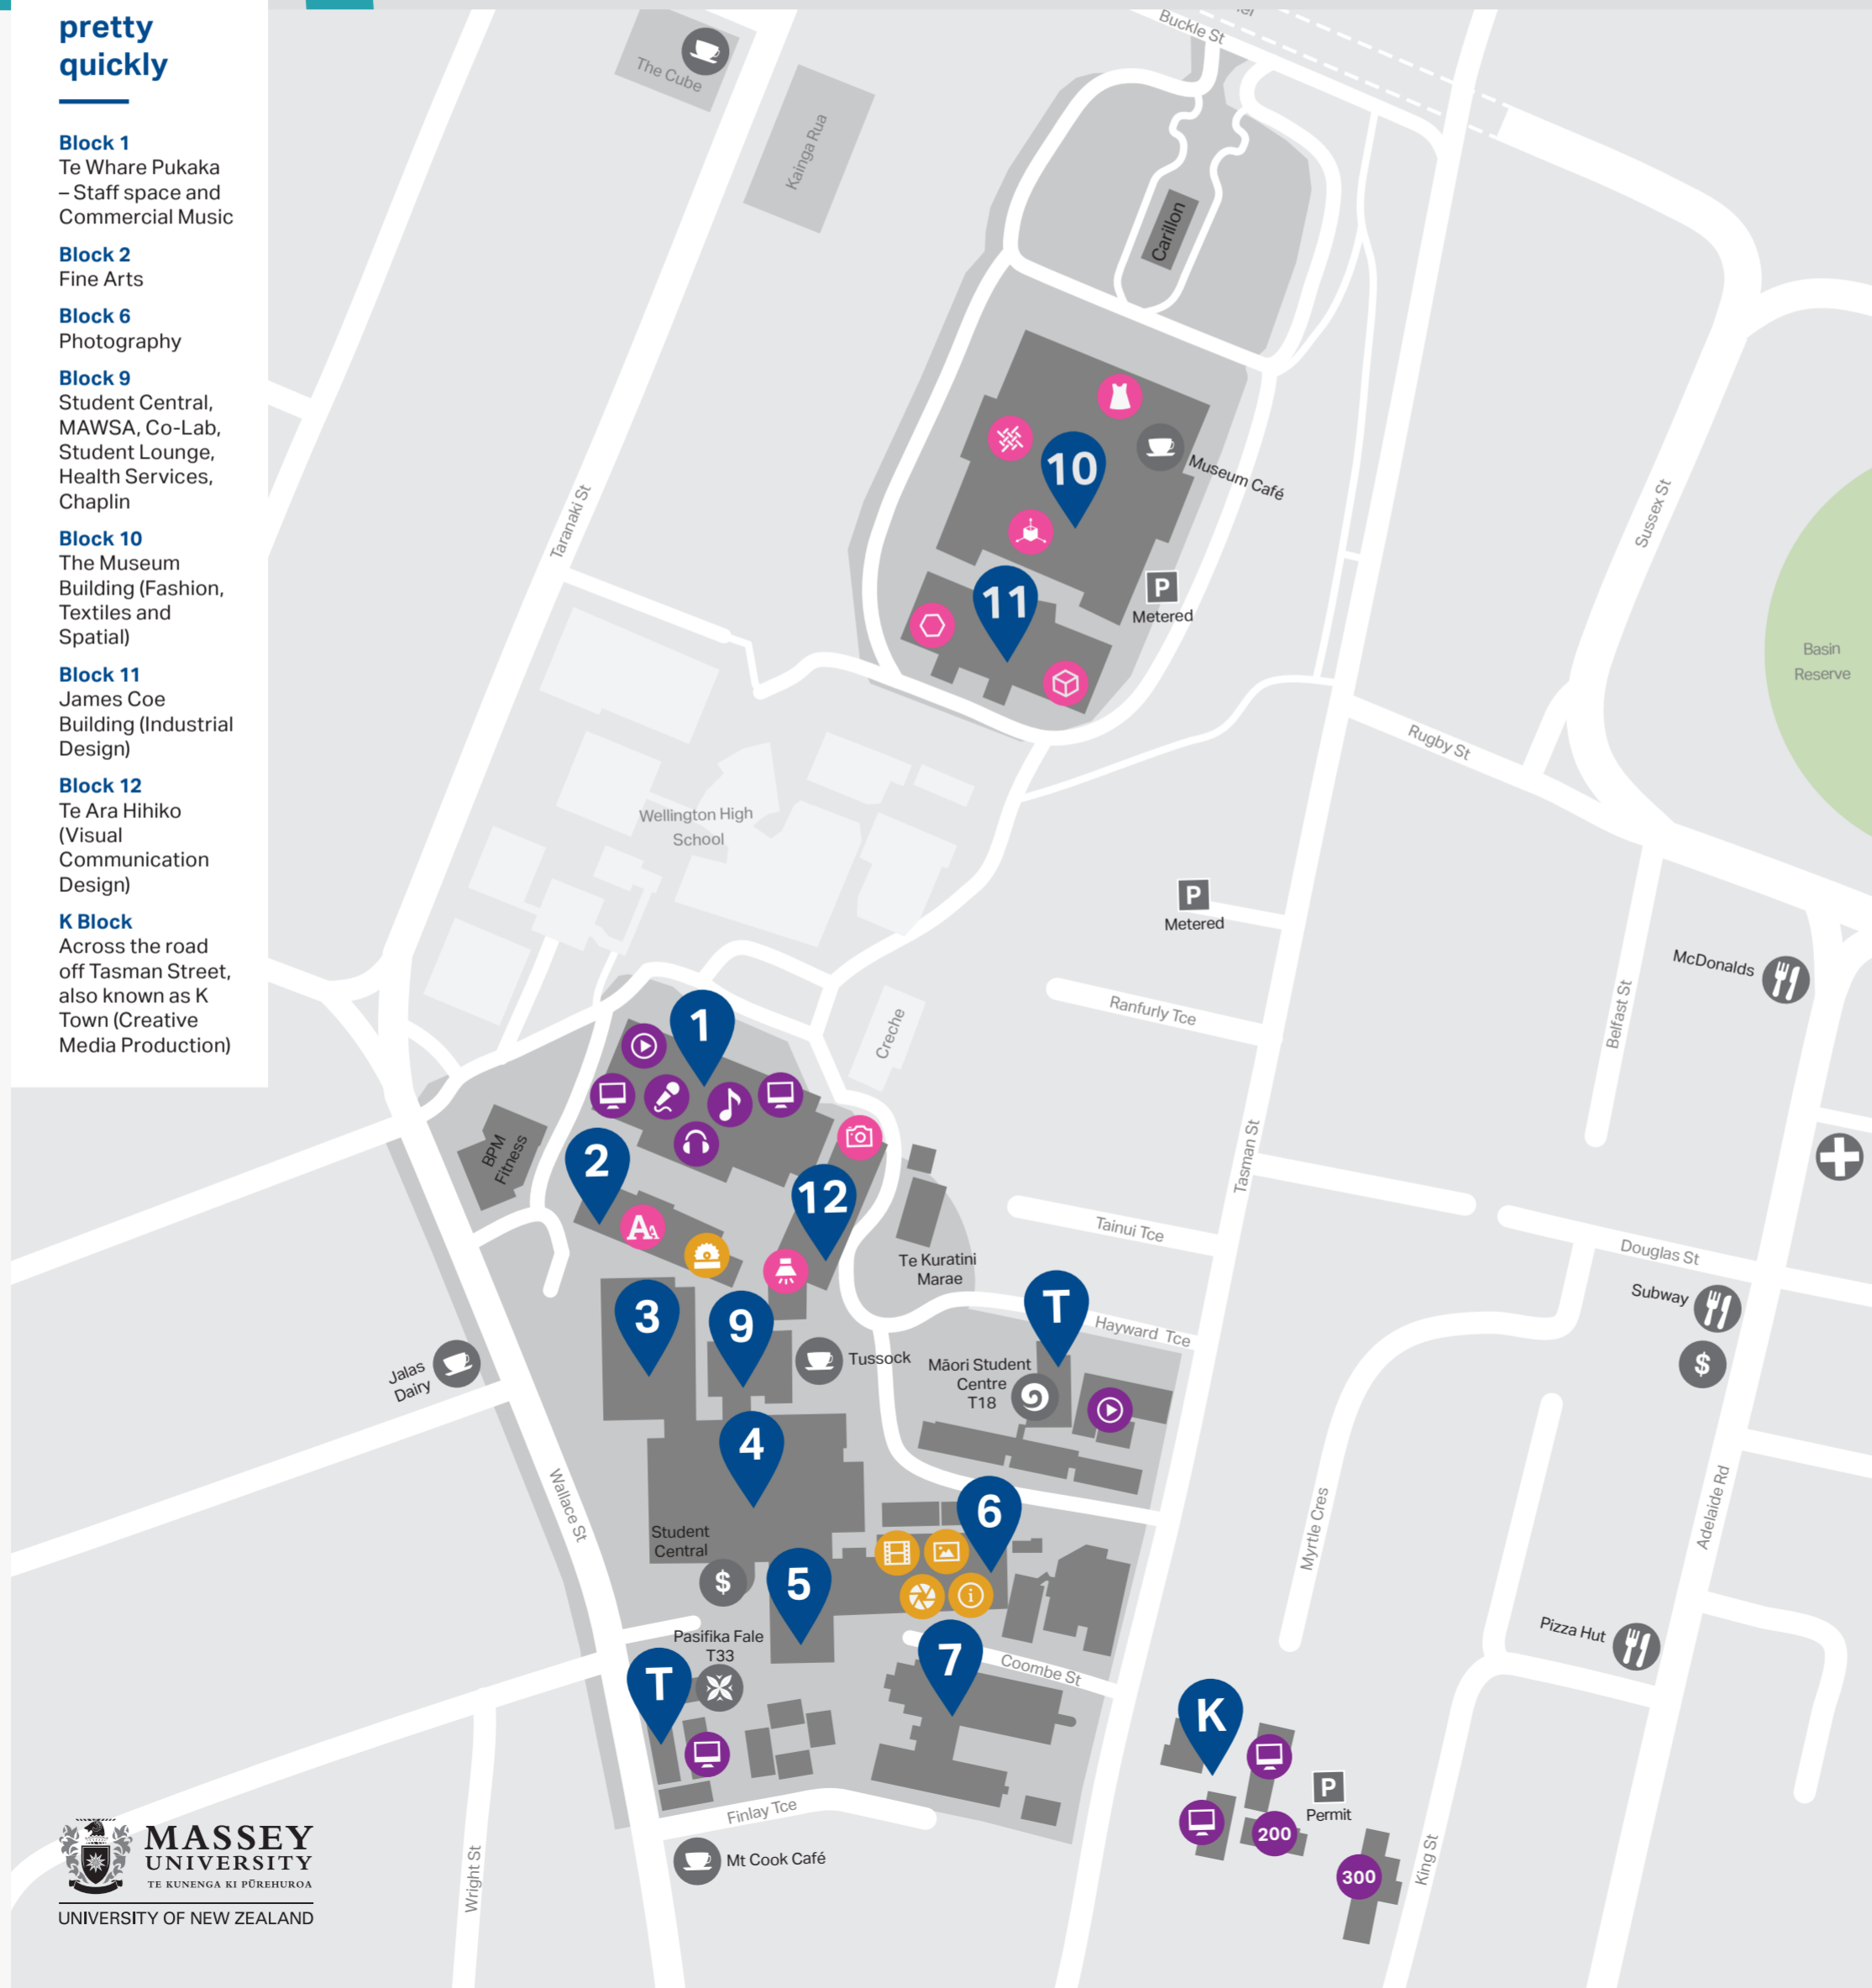 pretty
quickly
Block 1
Te Whare Pukaka
– Staff space and
Commercial Music
Block 2
Fine Arts
Block 6
Photography
Block 9
Student Central,
MAWSA, Co-Lab,
Student Lounge,
Health Services,
Chaplin
Block 10
The Museum
Building (Fashion,
Textiles and
Spatial)
Block 11
James Coe
Building (Industrial
Design)
Block 12
Te Ara Hihiko
(Visual
Communication
Design)
K Block
Across the road
off Tasman Street,
also known as K
Town (Creative
Media Production)
Buckle St
The Cube
Kainga Rua
Carillon
10
Museum Café
Taranaki St
Sussex St
11
P
Metered
Basin
Reserve
Rugby St
Wellington High
School
P
Metered
McDonalds
Ranfurly Tce
Belfast St
Creche
1
BPM
Fitness
2
12
Aa
Tasman St
Tainui Tce
Te Kuratini
Marae
Douglas St
Subway
$
3
9
T
Hayward Tce
Tussock
Jalas
Dairy
Māori Student
Centre
T18
4
Wallace St
Student
Central
$
5
6
i
Myrtle Cres
Adelaide Rd
Pasifika Fale
T33
T
7
Coombe St
Pizza Hut
K
P
Permit
200
300
Finlay Tce
Mt Cook Café
Wright St
King St
MASSEY
UNIVERSITY
TE KUNENGA KI PŪREHUROA
UNIVERSITY OF NEW ZEALAND